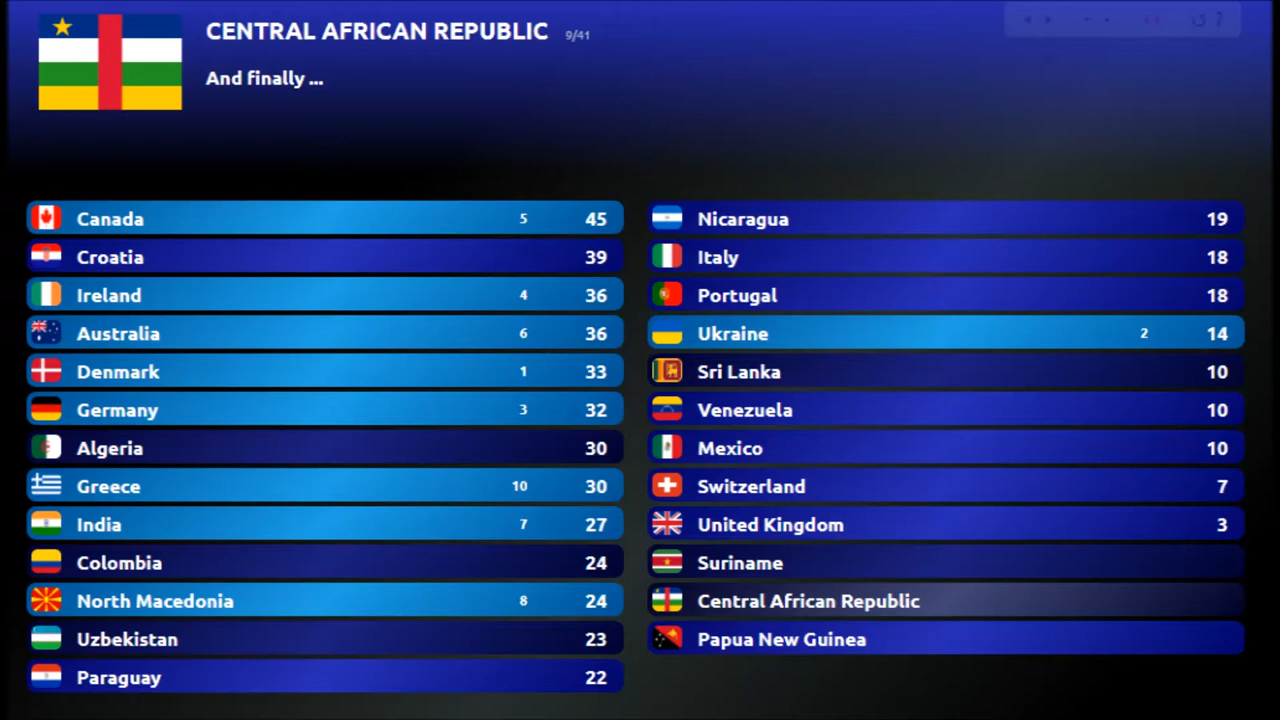 CENTRAL AFRICAN REPUBLIC 9/41
And finally ...
Canada 5 45
Croatia 39
Ireland 4 36
Australia 6 36
Denmark 1 33
Germany 3 32
Algeria 30
Greece 10 30
India 7 27
Colombia 24
North Macedonia 8 24
Uzbekistan 23
Paraguay 22
Nicaragua 19
Italy 18
Portugal 18
Ukraine 2 14
Sri Lanka 10
Venezuela 10
Mexico 10
Switzerland 7
United Kingdom 3
Suriname
Central African Republic
Papua New Guinea